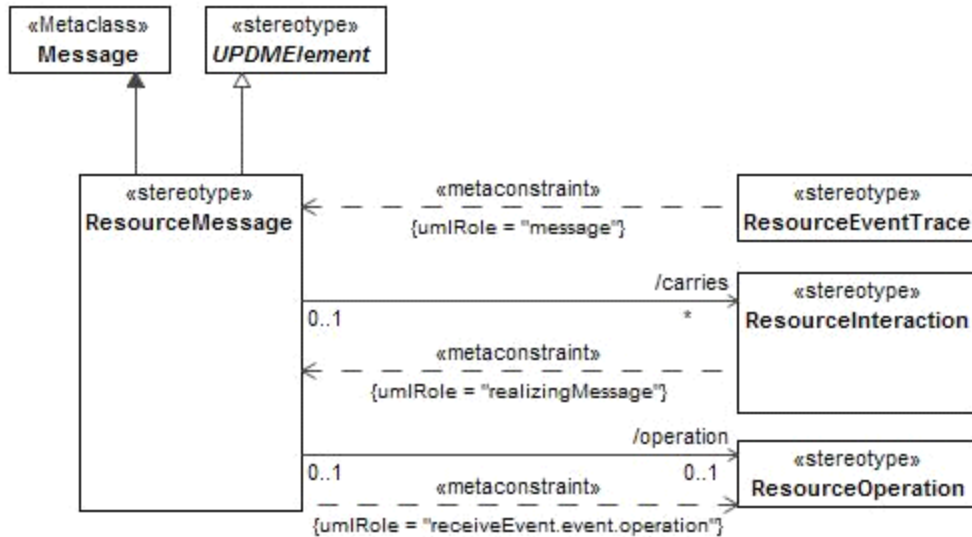 «Metaclass»
Message
«stereotype»
UPDMElement
«stereotype»
ResourceMessage
«metaconstraint»
{umlRole = "message"}
«stereotype»
ResourceEventTrace
/carries
0..1
*
«stereotype»
ResourceInteraction
«metaconstraint»
{umlRole = "realizingMessage"}
/operation
0..1
0..1
«stereotype»
ResourceOperation
«metaconstraint»
{umlRole = "receiveEvent.event.operation"}